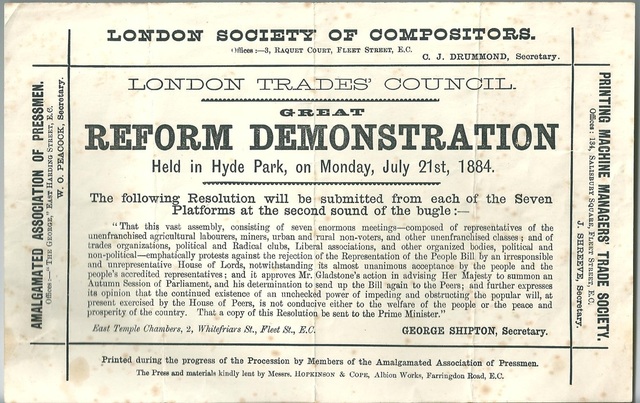 LONDON SOCIETY OF COMPOSITORS.
Offices:—3, RAQUET COURT, FLEET STREET, E.C.
C. J. DRUMMOND, Secretary.
AMALGAMATED ASSOCIATION OF PRESSMEN.
Offices:—"THE GEORGE," EAST HARDING STREET, E.C.
W. O. PEACOCK, Secretary.
LONDON TRADES' COUNCIL.
GREAT
REFORM DEMONSTRATION
Held in Hyde Park, on Monday, July 21st, 1884.
The following Resolution will be submitted from each of the Seven
Platforms at the second sound of the bugle:—
"That this vast assembly, consisting of seven enormous meetings—composed of representatives of the
unenfranchised agricultural labourers, miners, urban and rural non-voters, and other unenfranchised classes; and of
trades organizations, political and Radical clubs, Liberal associations, and other organized bodies, political and
non-political—emphatically protests against the rejection of the Representation of the People Bill by an irresponsible
and unrepresentative House of Lords, notwithstanding its almost unanimous acceptance by the people and the
people's accredited representatives; and it approves Mr. Gladstone's action in advising Her Majesty to summon an
Autumn Session of Parliament, and his determination to send up the Bill again to the Peers; and further expresses
its opinion that the continued existence of an unchecked power of impeding and obstructing the popular will, at
present exercised by the House of Peers, is not conducive either to the welfare of the people or the peace and
prosperity of the country. That a copy of this Resolution be sent to the Prime Minister."
East Temple Chambers, 2, Whitefriars St., Fleet St., E.C.
GEORGE SHIPTON, Secretary.
PRINTING MACHINE MANAGERS' TRADE SOCIETY.
Offices: 134, SALISBURY SQUARE, FLEET STREET, E.C.
J. SHREEVE, Secretary.
Printed during the progress of the Procession by Members of the Amalgamated Association of Pressmen.
The Press and materials kindly lent by Messrs. HOPKINSON & COPE, Albion Works, Farringdon Road, E.C.